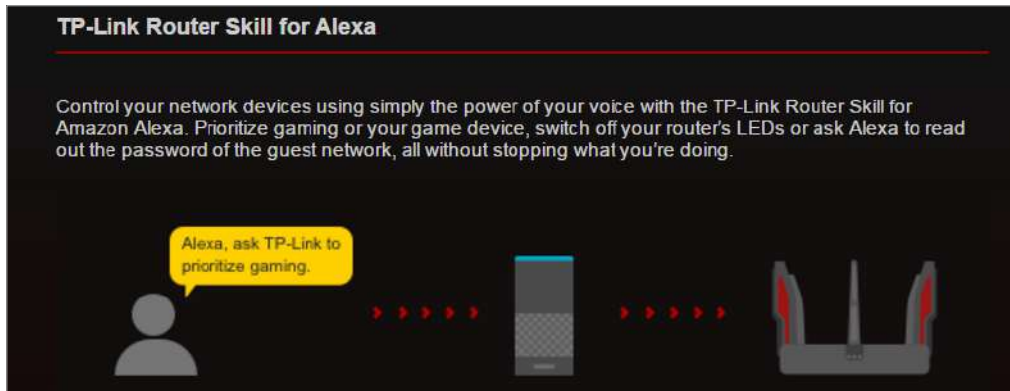 TP-Link Router Skill for Alexa
Control your network devices using simply the power of your voice with the TP-Link Router Skill for
Amazon Alexa. Prioritize gaming or your game device, switch off your router's LEDs or ask Alexa to read
out the password of the guest network, all without stopping what you're doing.
Alexa, ask TP-Link to
prioritize gaming.